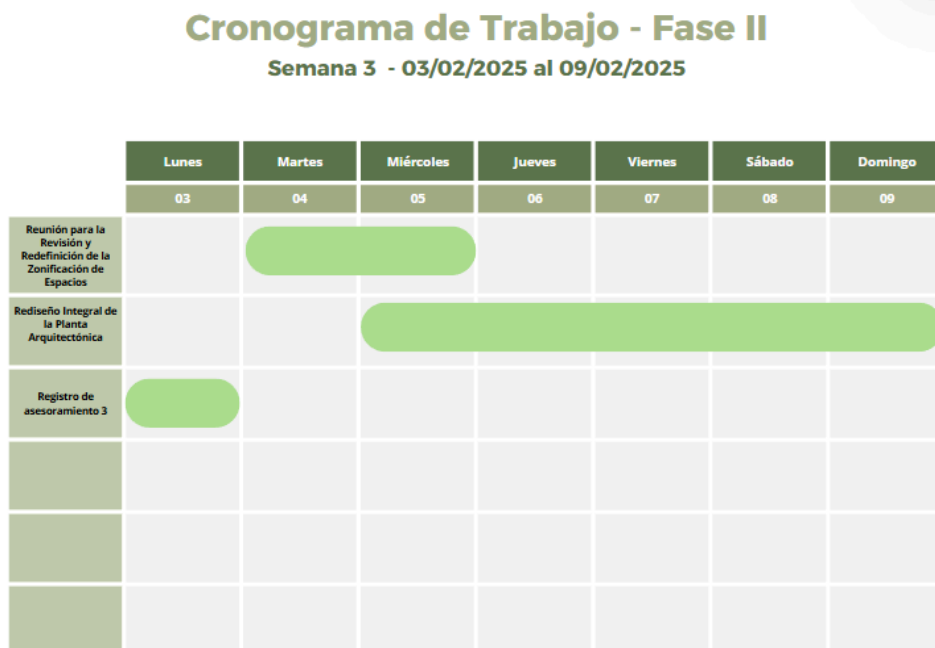 Cronograma de Trabajo - Fase II
Semana 3 - 03/02/2025 al 09/02/2025
Lunes Martes Miércoles Jueves Viernes Sábado Domingo
03 04 05 06 07 08 09
Reunión para la
Revisión y
Redefinición de la
Zonificación de
Espacios
Rediseño Integral de
la Planta
Arquitectónica
Registro de
asesoramiento 3